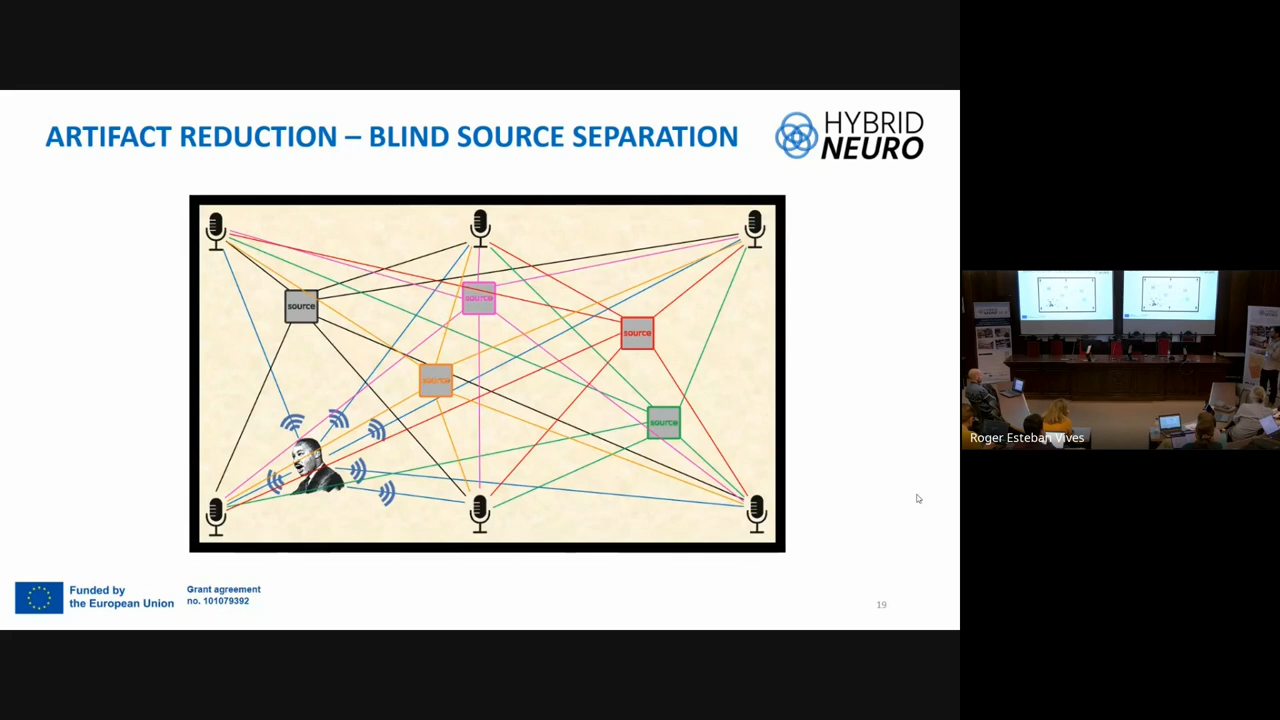 ARTIFACT REDUCTION – BLIND SOURCE SEPARATION
HYBRID
NEURO
source
source
source
source
source
Roger Esteban Vives
Funded by
the European Union
Grant agreement
no. 101079392
19